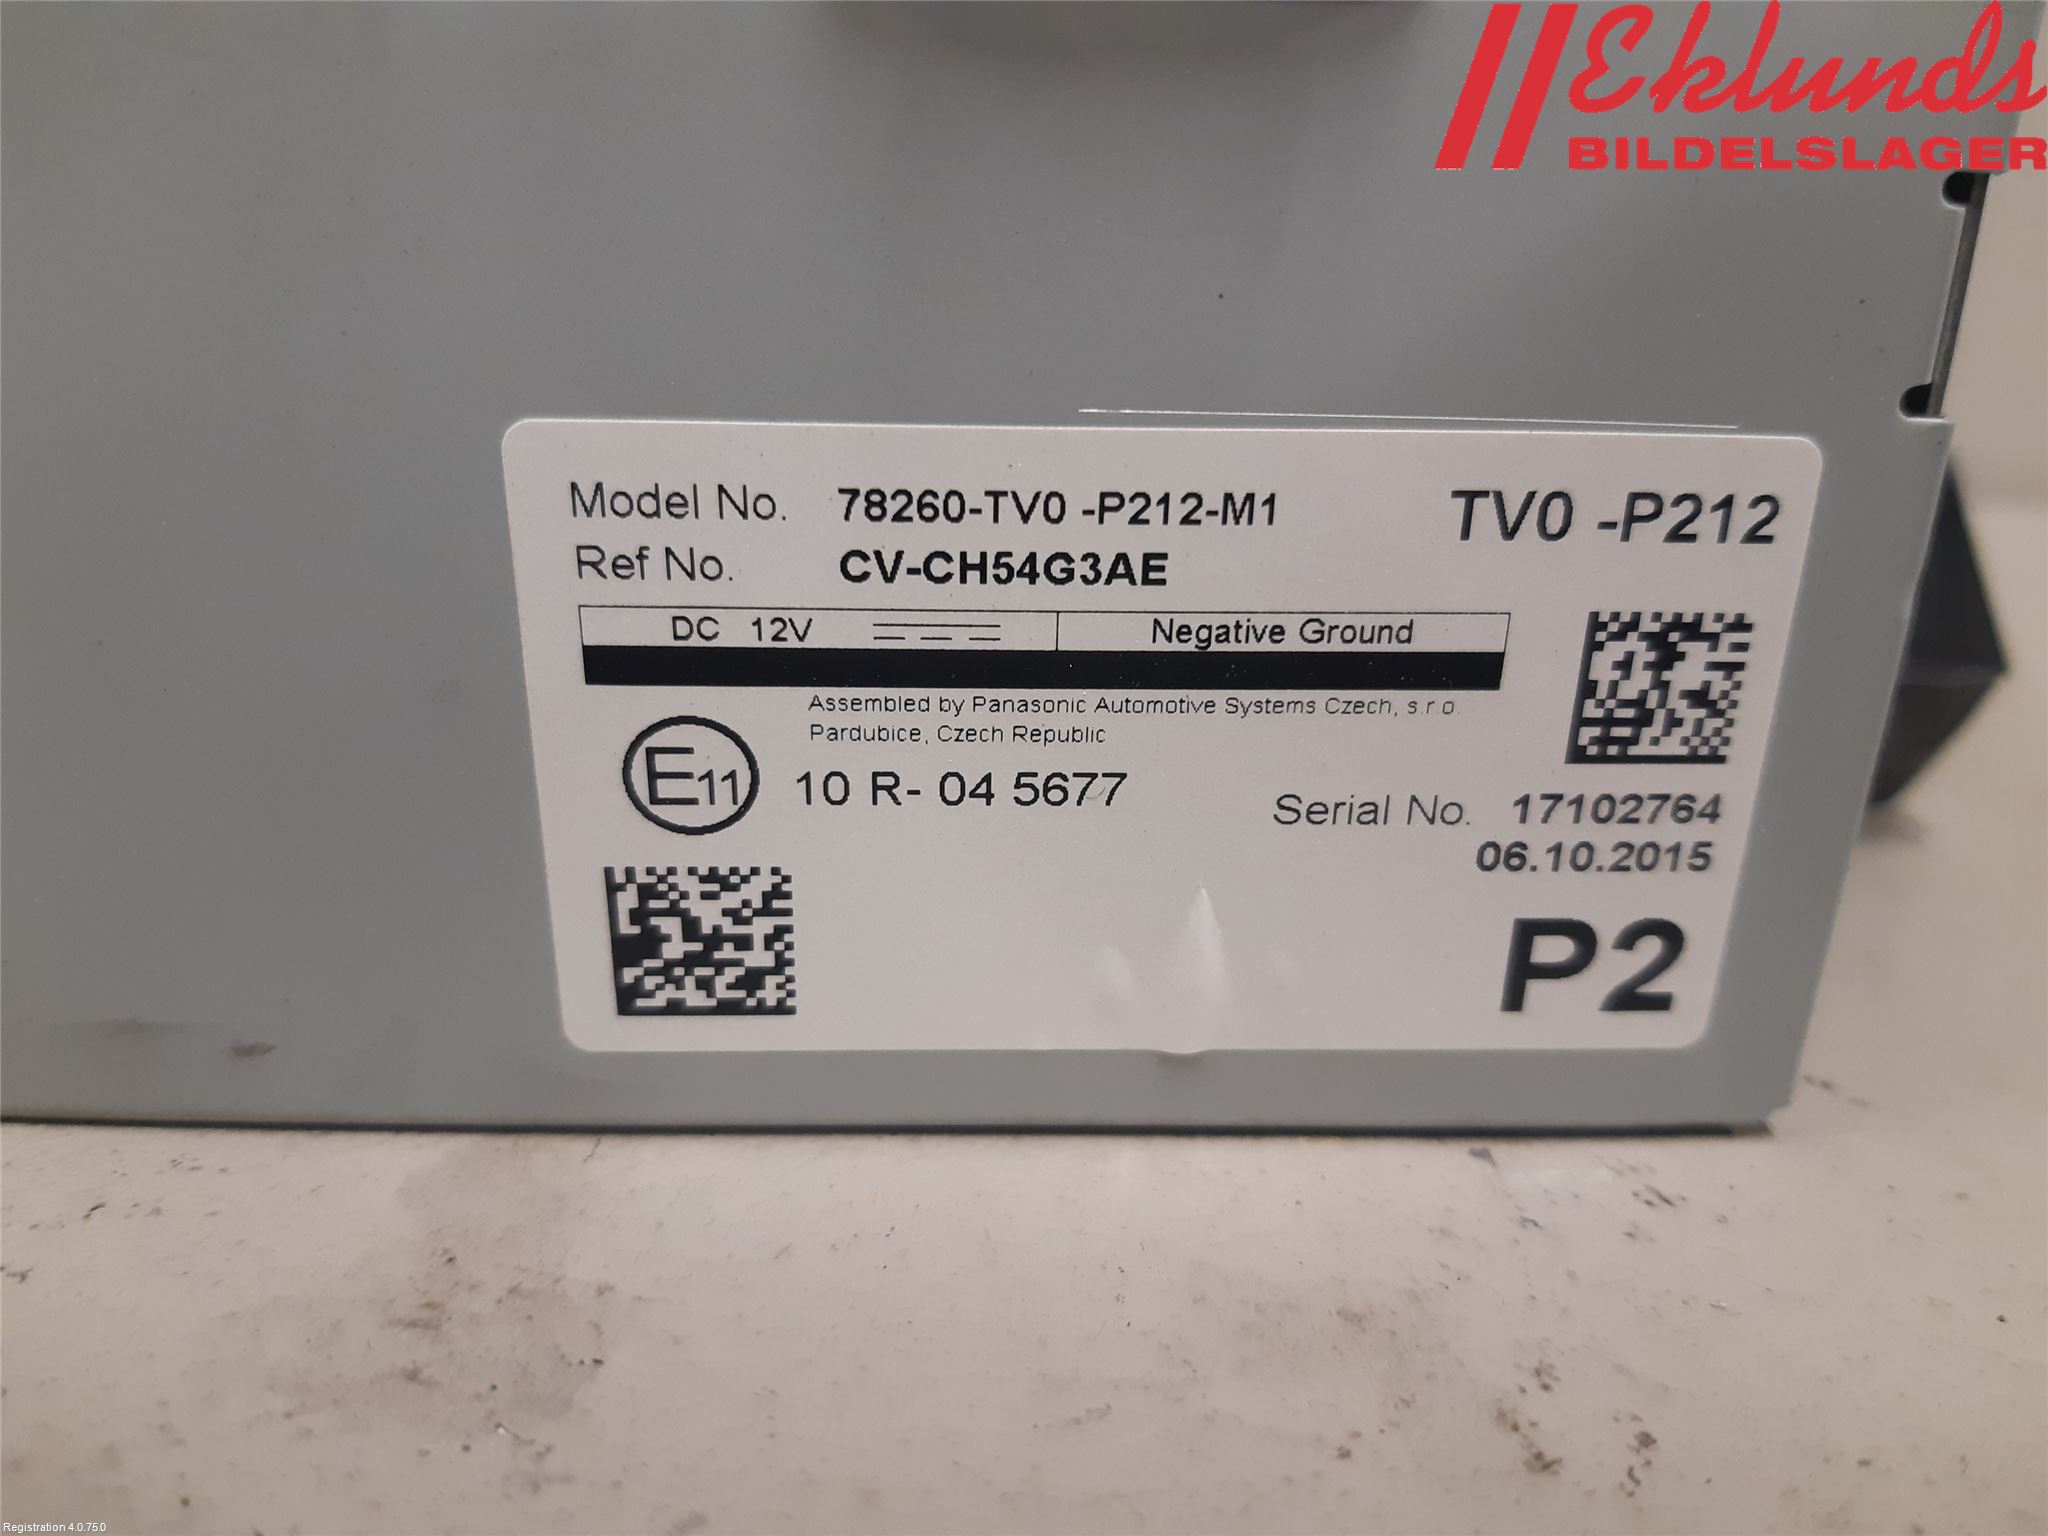 Eklunds
BILDELSLAGER
Model No. 78260-TV0 -P212-M1
TV0 -P212
Ref No. CV-CH54G3AE
DC 12V
Negative Ground
Assembled by Panasonic Automotive Systems Czech, s.r.o.
Pardubice, Czech Republic
E11
10 R- 04 5677
Serial No. 17102764
06.10.2015
P2
Registration 4.0.75.0